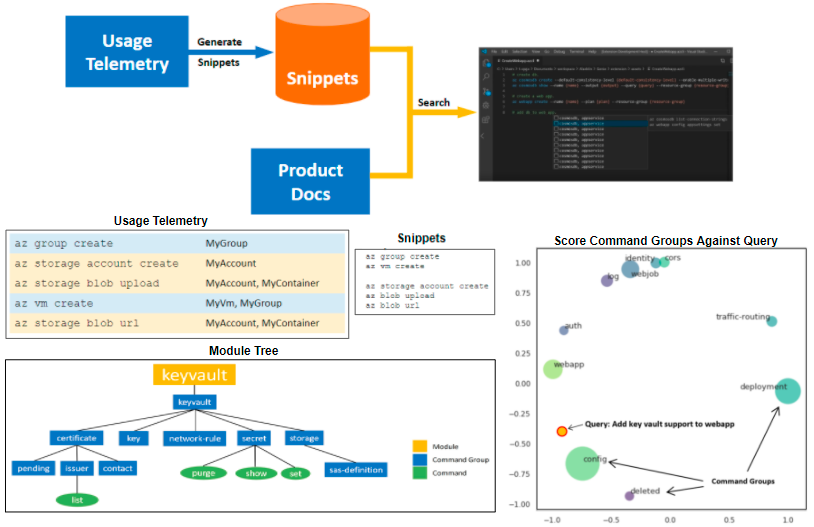 Usage
Telemetry
Generate
Snippets
Snippets
Search
Product
Docs
Usage Telemetry
az group create MyGroup
az storage account create MyAccount
az storage blob upload MyAccount, MyContainer
az vm create MyVm, MyGroup
az storage blob url MyAccount, MyContainer
Snippets
az group create
az vm create
az storage account create
az blob upload
az blob url
Module Tree
keyvault
keyvault
certificate key network-rule secret storage
pending issuer contact purge show set sas-definition
list
Module
Command Group
Command
Score Command Groups Against Query
1.00
0.75
0.50
0.25
0.00
−0.25
−0.50
−0.75
−1.00
identity cors
log webjob
traffic-routing
auth
webapp
deployment
Query: Add key vault support to webapp
config
Command Groups
deleted
−1.0 −0.5 0.0 0.5 1.0